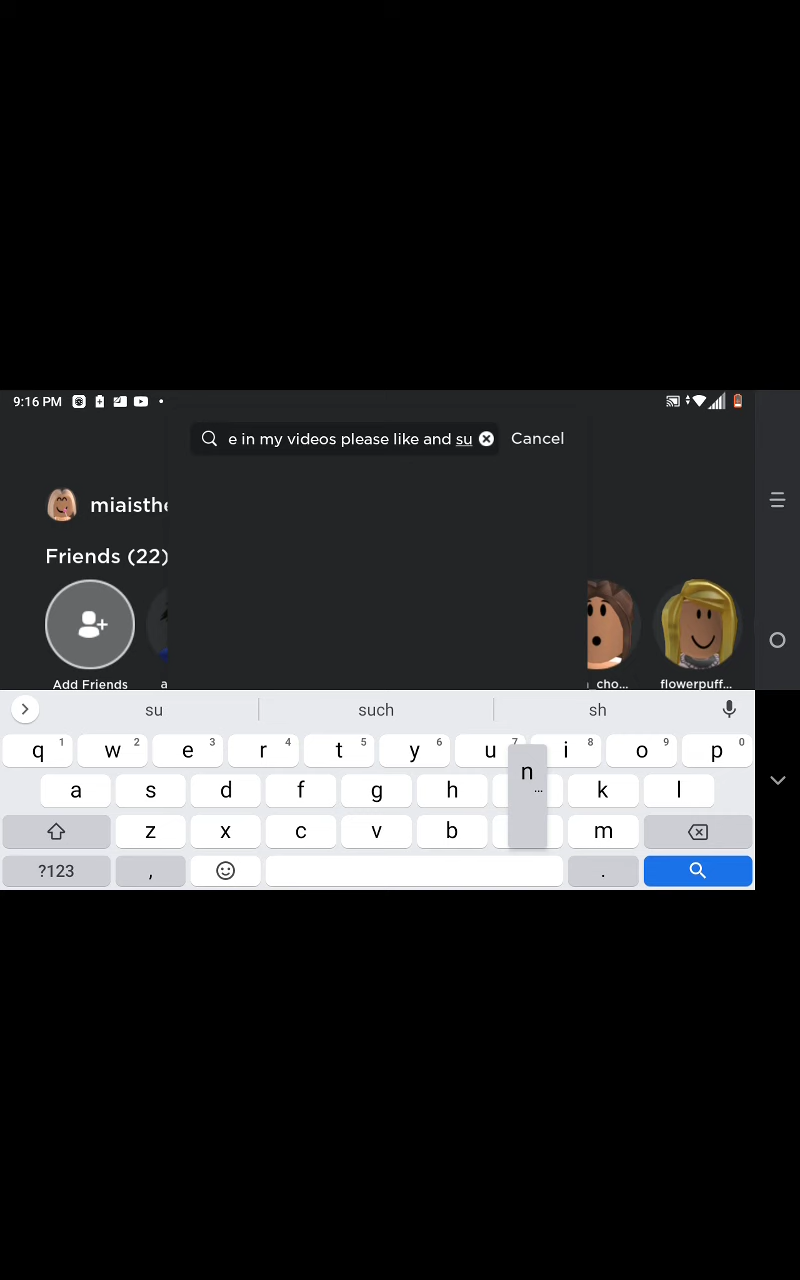 9:16 PM
e in my videos please like and su
Cancel
miaisthe
Friends (22)
Add Friends
a
cho...
flowerpuff...
su
such
sh
q 1 w 2 e 3 r 4 t 5 y 6 u 7 i 8 o 9 p 0
a s d f g h k l
n
...
z x c v b m
?123 , .